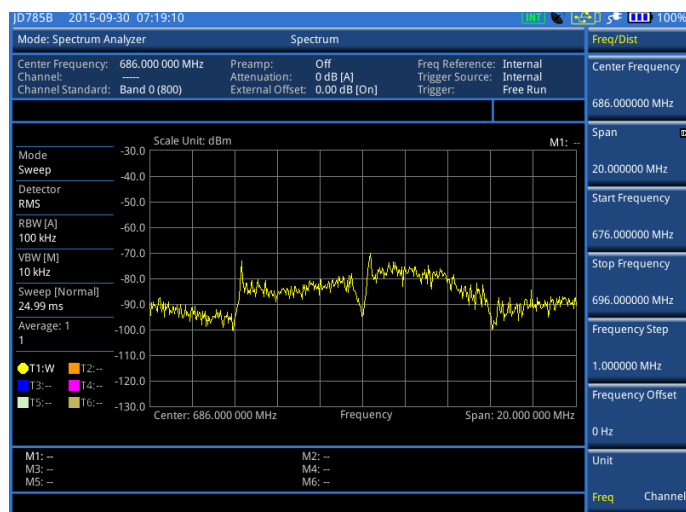 JD785B 2015-09-30 07:19:10 INT 100%
Mode: Spectrum Analyzer Spectrum Freq/Dist
Center Frequency: 686.000 000 MHz Preamp: Off Freq Reference: Internal
Channel: ----- Attenuation: 0 dB [A] Trigger Source: Internal
Channel Standard: Band 0 (800) External Offset: 0.00 dB [On] Trigger: Free Run
Center Frequency
686.000000 MHz
Span
20.000000 MHz
Start Frequency
676.000000 MHz
Stop Frequency
696.000000 MHz
Frequency Step
1.000000 MHz
Frequency Offset
0 Hz
Unit
Freq Channel
Scale Unit: dBm M1: --
Mode
Sweep
Detector
RMS
RBW [A]
100 kHz
VBW [M]
10 kHz
Sweep [Normal]
24.99 ms
Average: 1
1
T1:W T2:--
T3:-- T4:--
T5:-- T6:--
-30.0
-40.0
-50.0
-60.0
-70.0
-80.0
-90.0
-100.0
-110.0
-120.0
-130.0
Center: 686.000 000 MHz Frequency Span: 20.000 000 MHz
M1: -- M2: --
M3: -- M4: --
M5: -- M6: --